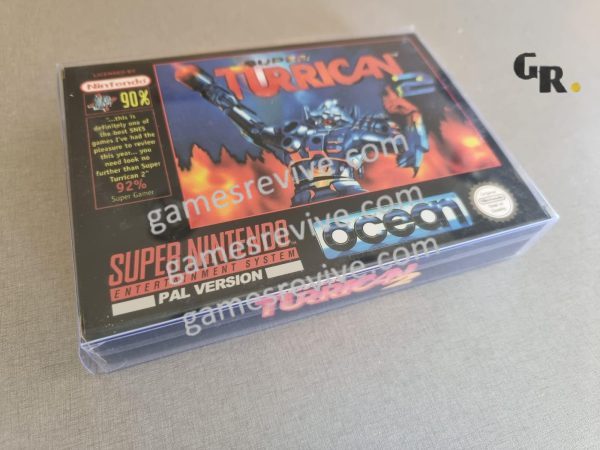 LICENSED BY
Nintendo
90%
"...this is
definitely one of
the best SNES
games I've had the
pleasure to review
this year... you
need look no
further than Super
Turrican 2"
92%
Super Gamer
SUPER
TURRICAN
2
GR.
gamesrevive.com
gamesrevive.com
gamesrevive.com
gamesrevive.com
SUPER NINTENDO
ENTERTAINMENT SYSTEM
PAL VERSION
ocean
TURRICAN
2